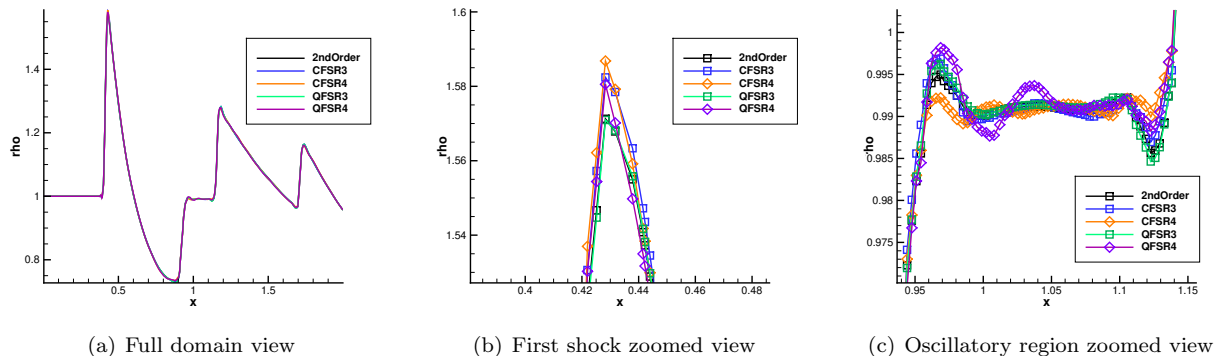 rho
1.4
1.2
1
0.8
0.5
1
1.5
x
2ndOrder
CFSR3
CFSR4
QFSR3
QFSR4
(a) Full domain view
rho
1.6
1.58
1.56
1.54
0.4
0.42
0.44
0.46
0.48
x
2ndOrder
CFSR3
CFSR4
QFSR3
QFSR4
(b) First shock zoomed view
rho
1
0.995
0.99
0.985
0.98
0.975
0.95
1
1.05
1.1
1.15
x
2ndOrder
CFSR3
CFSR4
QFSR3
QFSR4
(c) Oscillatory region zoomed view